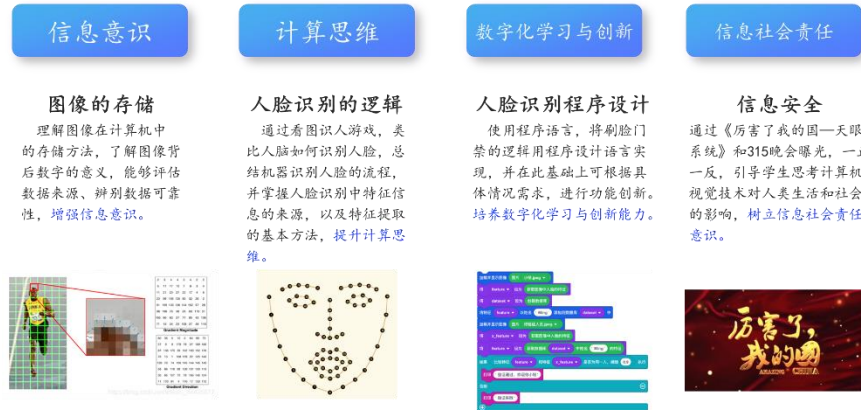 信息意识
计算思维
数字化学习与创新
信息社会责任
图像的存储
理解图像在计算机中
的存储方法，了解图像背
后数字的意义，能够评估
数据来源、辨别数据可靠
性，增强信息意识。
人脸识别的逻辑
通过看图识人游戏，类
比人脑如何识别人脸，总
结机器识别人脸的流程，
并掌握人脸识别中特征信
息的来源，以及特征提取
的基本方法，提升计算思
维。
人脸识别程序设计
使用程序语言，将刷脸门
禁的逻辑用程序设计语言实
现，并在此基础上可根据具
体情况需求，进行功能创新。
培养数字化学习与创新能力。
信息安全
通过《厉害了我的国—天眼
系统》和315晚会曝光，一正
一反，引导学生思考计算机
视觉技术对人类生活和社会
的影响，树立信息社会责任
意识。
Gradient Magnitude
Gradient Direction
厉害了，
我的国
AMAZING CHINA